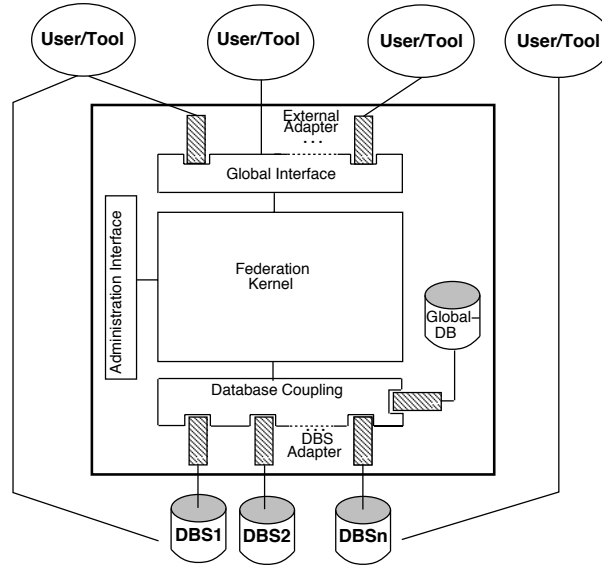 User/Tool
User/Tool
User/Tool
User/Tool
External
Adapter
...
Global Interface
Administration Interface
Federation
Kernel
Global-
DB
Database Coupling
...
DBS
Adapter
DBS1
DBS2
DBSn